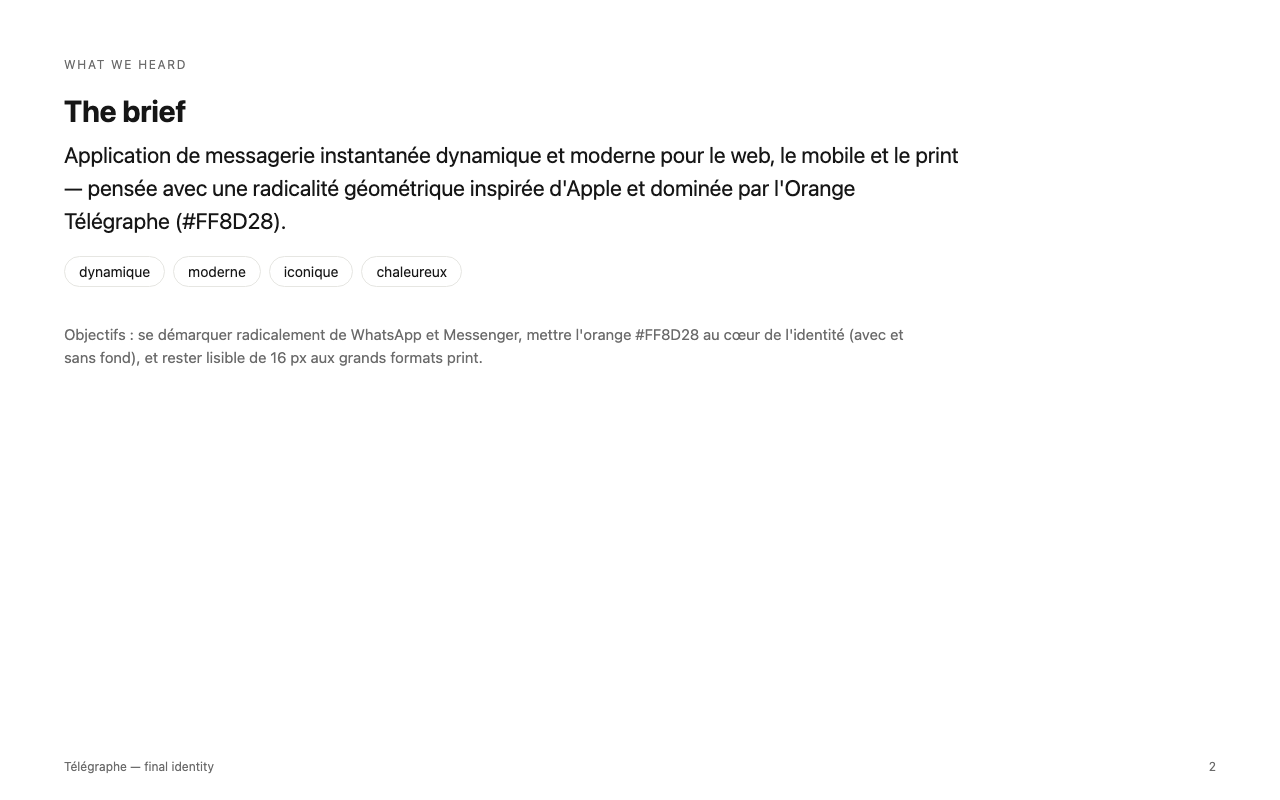 WHAT WE HEARD
The brief
Application de messagerie instantanée dynamique et moderne pour le web, le mobile et le print
— pensée avec une radicalité géométrique inspirée d'Apple et dominée par l'Orange
Télégraphe (#FF8D28).
dynamique moderne iconique chaleureux
Objectifs : se démarquer radicalement de WhatsApp et Messenger, mettre l'orange #FF8D28 au cœur de l'identité (avec et
sans fond), et rester lisible de 16 px aux grands formats print.
Télégraphe — final identity 2